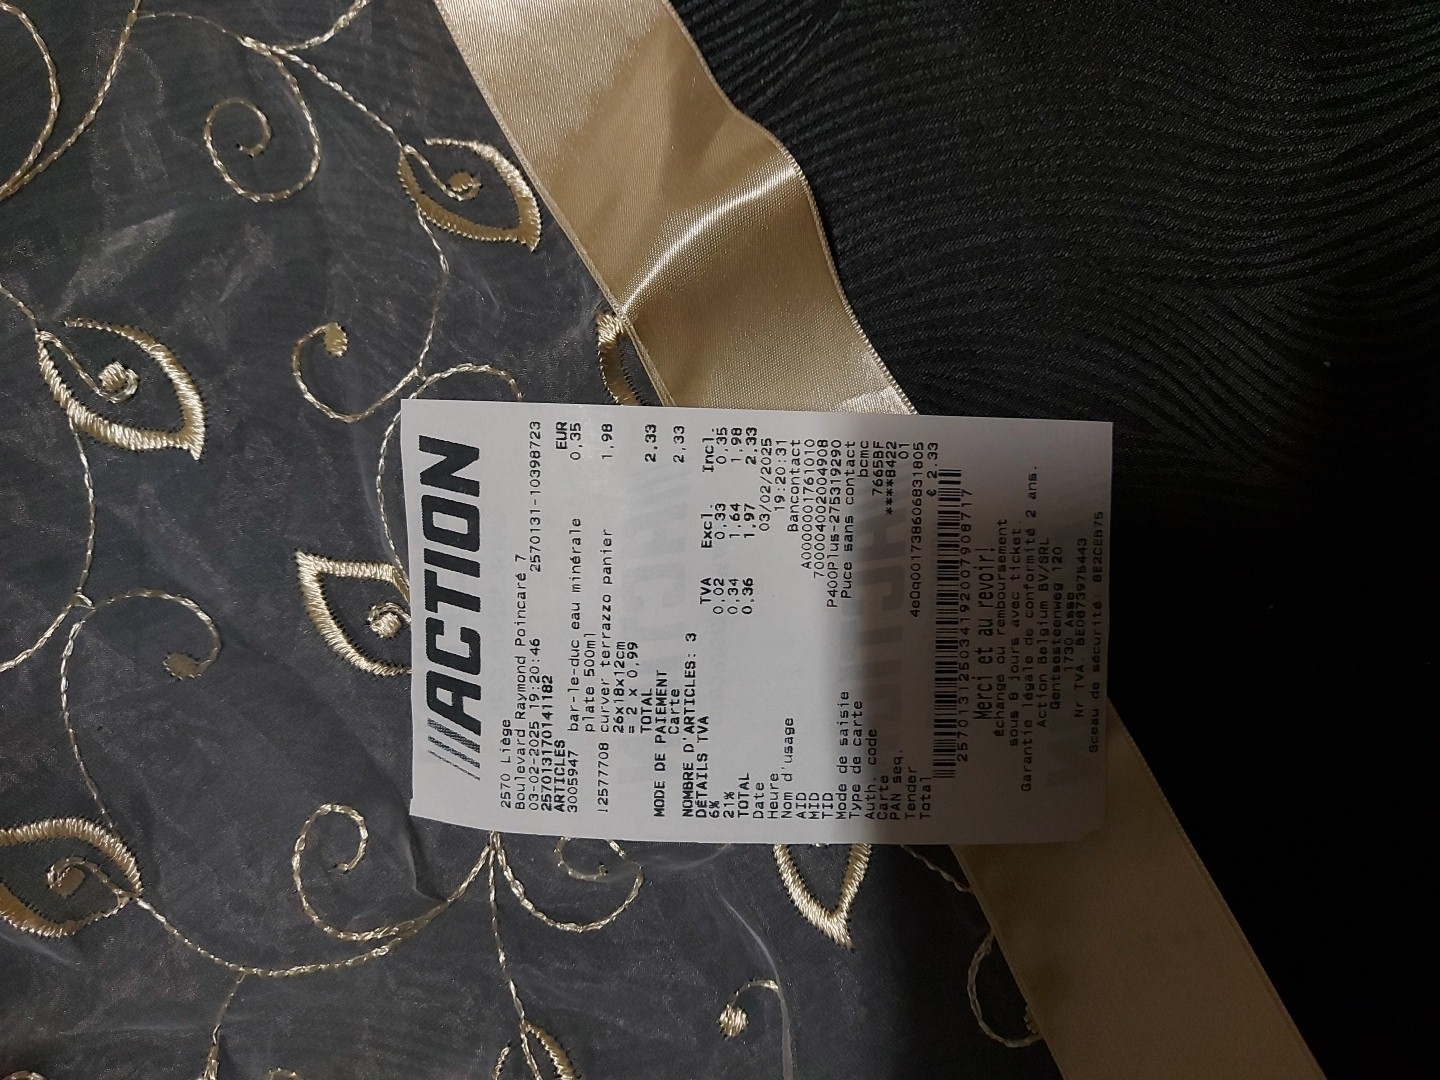 ACTION
2570 Liège
Boulevard Raymond Poincaré 7
03-02-2025 19:20:46 2570131-10398723
257013170141182
ARTICLES EUR
3005947 bar-le-duc eau minérale 0,35
plate 500ml
2577708 curver terrazzo panier 1,98
26x18x12cm
= 2 x 0,99
TOTAL 2,33
MODE DE PAIEMENT
Carte 2,33
NOMBRE D'ARTICLES: 3
DÉTAILS TVA TVA Excl. Incl.
6% 0,02 0,33 0,35
21% 0,34 1,64 1,98
TOTAL 0,36 1,97 2,33
Date 03/02/2025
Heure 19:20:31
Nom d'usage Bancontact
AID A0000001761010
MID 70000400200​4908
TID P400Plus-275319290
Mode de saisie Puce sans contact
Type de carte bcmc
Auth. code 7665BF
Carte ****8422
PAN seq. 01
Tender 4e0q001738606831805
Total € 2.33
2570131250341920079087​17
Merci et au revoir!
échange ou remboursement
sous 8 jours avec ticket.
Garantie légale de conformité 2 ans.
Action Belgium BV/SRL
Gentsesteenweg 120
1730 Asse
Nr TVA: BE0873975443
Sceau de sécurité: 8E2CEB75